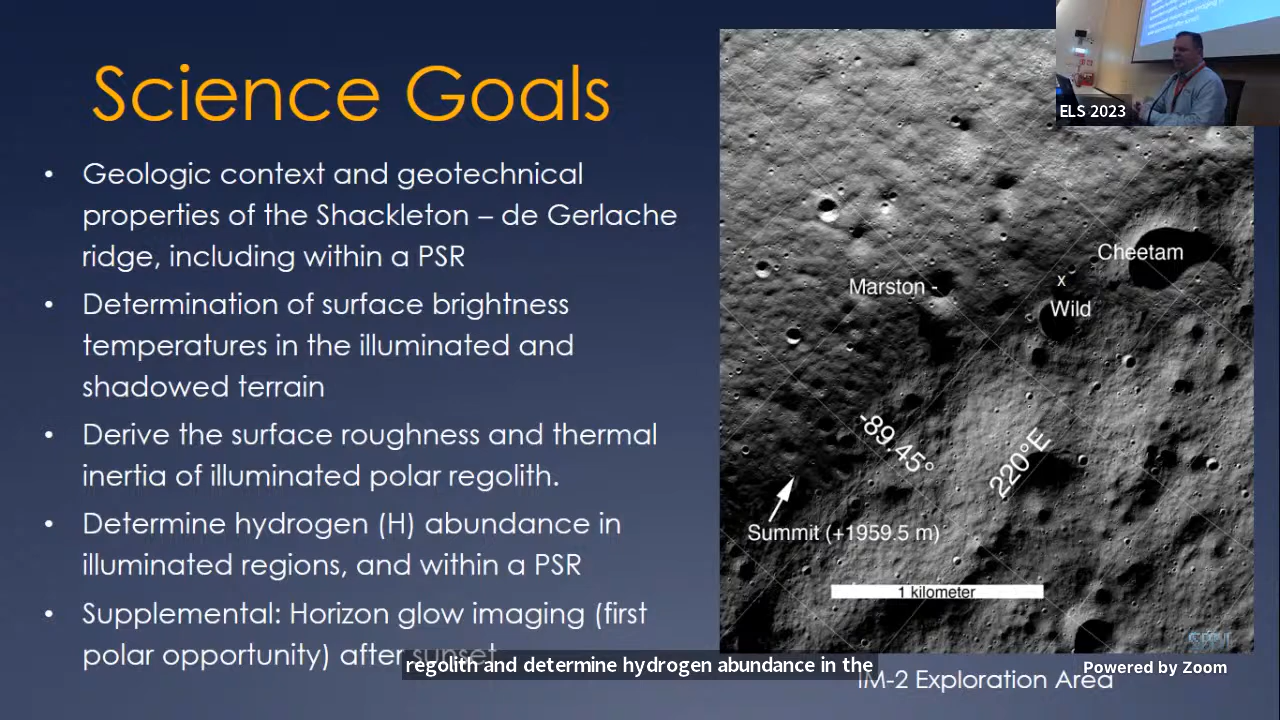 Science Goals
• Geologic context and geotechnical
properties of the Shackleton – de Gerlache
ridge, including within a PSR
• Determination of surface brightness
temperatures in the illuminated and
shadowed terrain
• Derive the surface roughness and thermal
inertia of illuminated polar regolith.
• Determine hydrogen (H) abundance in
illuminated regions, and within a PSR
• Supplemental: Horizon glow imaging (first
polar opportunity) after sunset
regolith and determine hydrogen abundance in the
ELS 2023
Cheetam
x
Marston -
Wild
-89.45°
220°E
Summit (+1959.5 m)
1 kilometer
IM-2 Exploration Area
Powered by Zoom